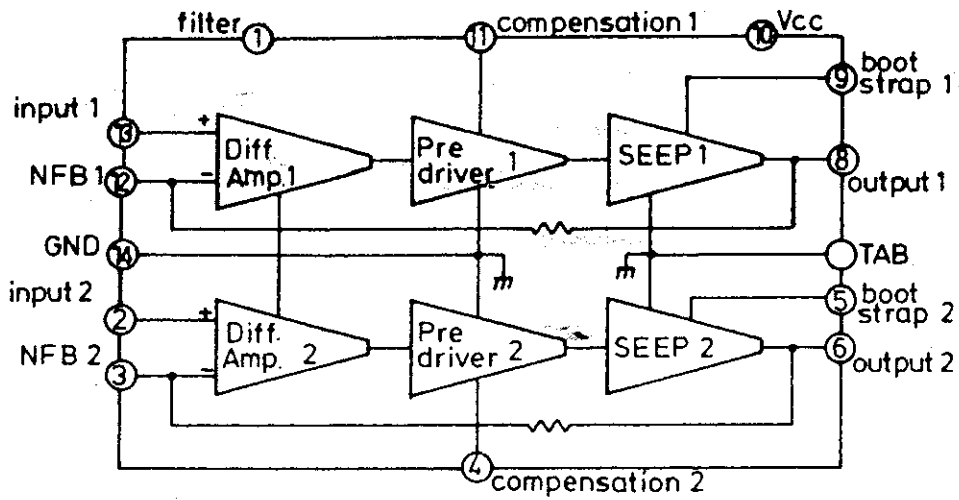 filter 1
11 compensation 1
10 Vcc
9 boot strap 1
input 1
13
+
Diff. Amp. 1
Pre driver 1
SEEP 1
8 output 1
NFB 1
12
−
GND
14
TAB
input 2
2
+
Diff. Amp. 2
Pre driver 2
SEEP 2
5 boot strap 2
6 output 2
NFB 2
3
−
4 compensation 2